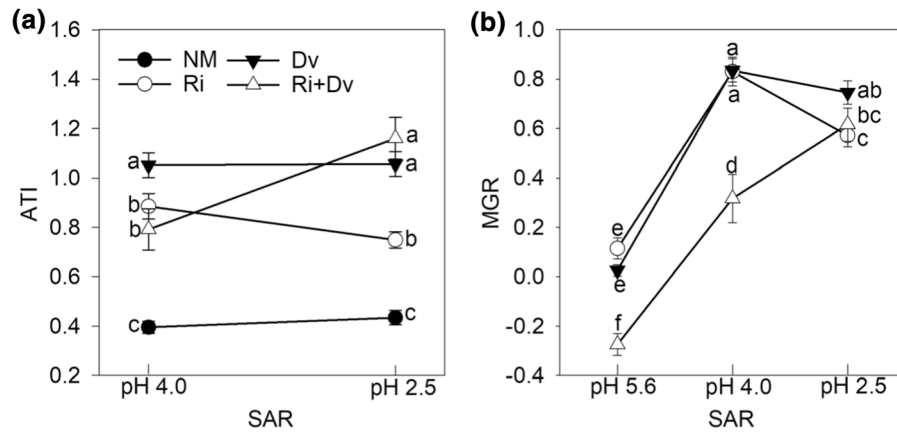 (a)
ATI
1.6
1.4
1.2
1.0
0.8
0.6
0.4
0.2
NM
Dv
Ri
Ri+Dv
a
a
a
b
b
b
c
c
pH 4.0
pH 2.5
SAR
(b)
MGR
1.0
0.8
0.6
0.4
0.2
0.0
-0.2
-0.4
a
a
ab
bc
c
d
e
e
f
pH 5.6
pH 4.0
pH 2.5
SAR